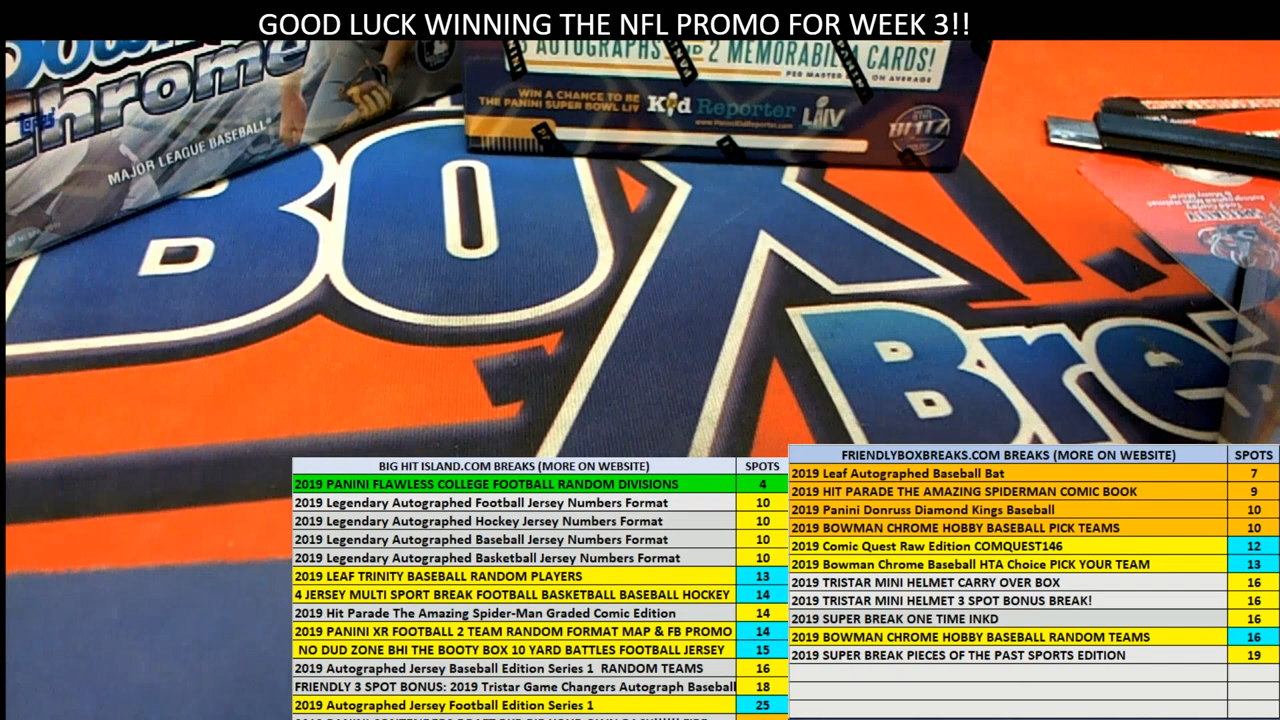 GOOD LUCK WINNING THE NFL PROMO FOR WEEK 3!!
Chrome
topps
MAJOR LEAGUE BASEBALL
AUTOGRAPHS 2 MEMORABILIA CARDS!
PER MASTER ON AVERAGE
WIN A CHANCE TO BE
THE PANINI SUPER BOWL LIV
Kid Reporter LIV
BLITZ
BOX
Bre
BIG HIT ISLAND.COM BREAKS (MORE ON WEBSITE) SPOTS
2019 PANINI FLAWLESS COLLEGE FOOTBALL RANDOM DIVISIONS 4
2019 Legendary Autographed Football Jersey Numbers Format 10
2019 Legendary Autographed Hockey Jersey Numbers Format 10
2019 Legendary Autographed Baseball Jersey Numbers Format 10
2019 Legendary Autographed Basketball Jersey Numbers Format 10
2019 LEAF TRINITY BASEBALL RANDOM PLAYERS 13
4 JERSEY MULTI SPORT BREAK FOOTBALL BASKETBALL BASEBALL HOCKEY 14
2019 Hit Parade The Amazing Spider-Man Graded Comic Edition 14
2019 PANINI XR FOOTBALL 2 TEAM RANDOM FORMAT MAP & FB PROMO 14
NO DUD ZONE BHI THE BOOTY BOX 10 YARD BATTLES FOOTBALL JERSEY 15
2019 Autographed Jersey Baseball Edition Series 1 RANDOM TEAMS 16
FRIENDLY 3 SPOT BONUS: 2019 Tristar Game Changers Autograph Baseball 18
2019 Autographed Jersey Football Edition Series 1 25
FRIENDLYBOXBREAKS.COM BREAKS (MORE ON WEBSITE) SPOTS
2019 Leaf Autographed Baseball Bat 7
2019 HIT PARADE THE AMAZING SPIDERMAN COMIC BOOK 9
2019 Panini Donruss Diamond Kings Baseball 10
2019 BOWMAN CHROME HOBBY BASEBALL PICK TEAMS 10
2019 Comic Quest Raw Edition COMQUEST146 12
2019 Bowman Chrome Baseball HTA Choice PICK YOUR TEAM 13
2019 TRISTAR MINI HELMET CARRY OVER BOX 16
2019 TRISTAR MINI HELMET 3 SPOT BONUS BREAK! 16
2019 SUPER BREAK ONE TIME INKD 16
2019 BOWMAN CHROME HOBBY BASEBALL RANDOM TEAMS 16
2019 SUPER BREAK PIECES OF THE PAST SPORTS EDITION 19